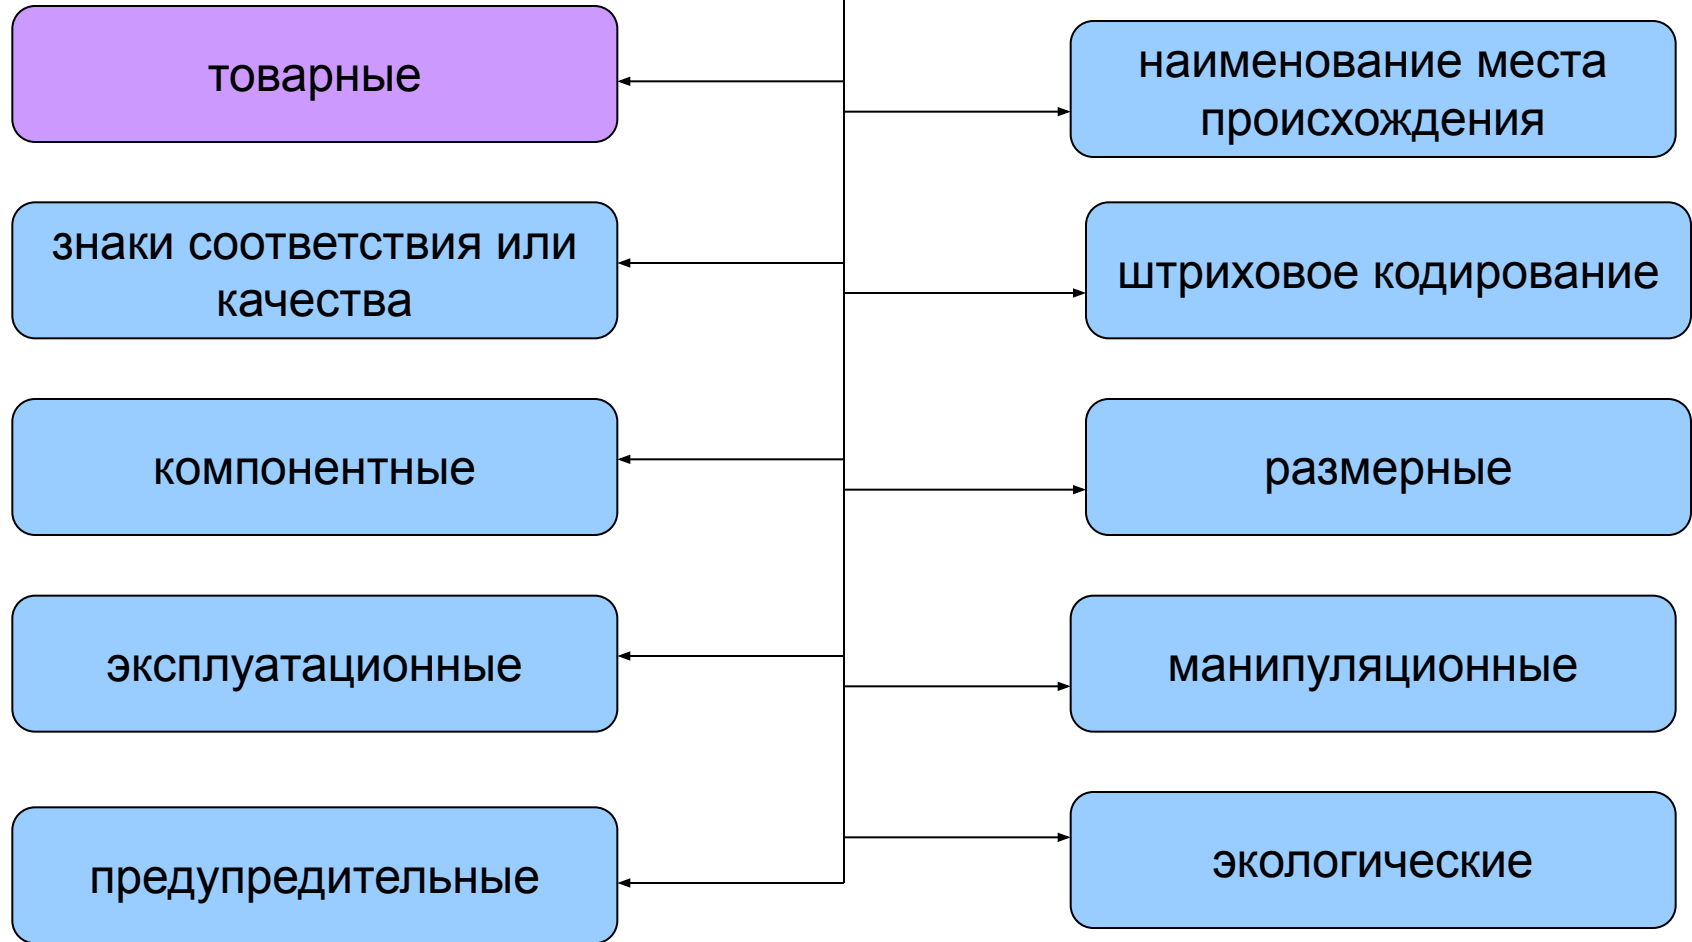 товарные
наименование места
происхождения
знаки соответствия или
качества
штриховое кодирование
компонентные
размерные
эксплуатационные
манипуляционные
предупредительные
экологические